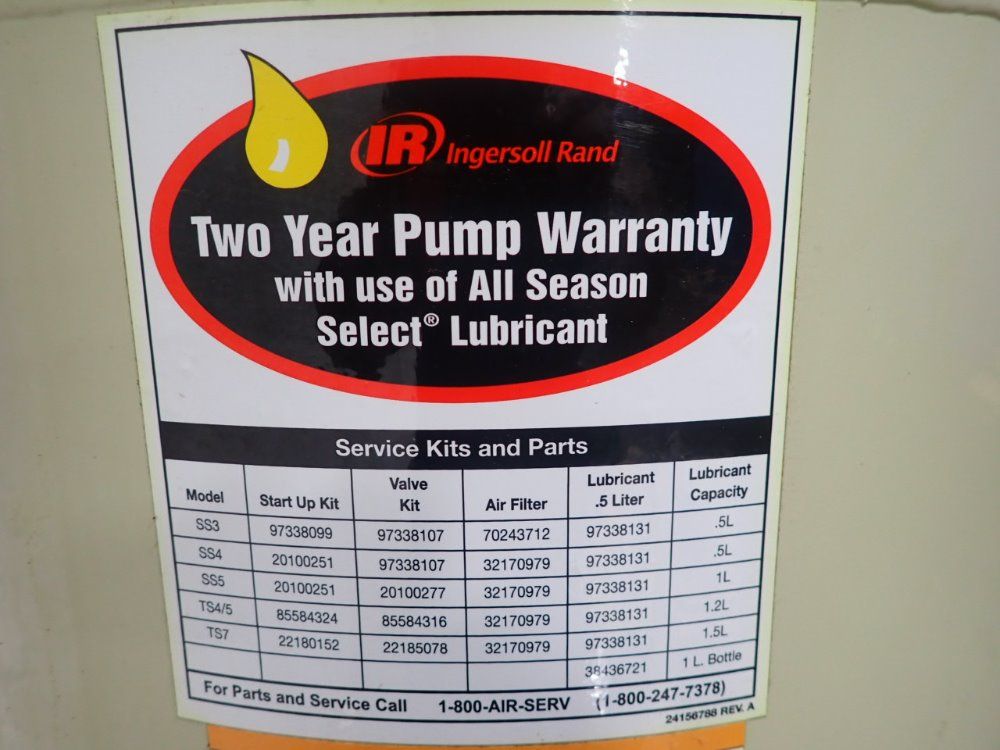 IR Ingersoll Rand
Two Year Pump Warranty
with use of All Season
Select® Lubricant
Service Kits and Parts
Model Start Up Kit Valve Kit Air Filter Lubricant .5 Liter Lubricant Capacity
SS3 97338099 97338107 70243712 97338131 .5L
SS4 20100251 97338107 32170979 97338131 .5L
SS5 20100251 20100277 32170979 97338131 1L
TS4/5 85584324 85584316 32170979 97338131 1.2L
TS7 22180152 22185078 32170979 97338131 1.5L
38436721 1 L. Bottle
For Parts and Service Call 1-800-AIR-SERV (1-800-247-7378)
24156788 REV. A